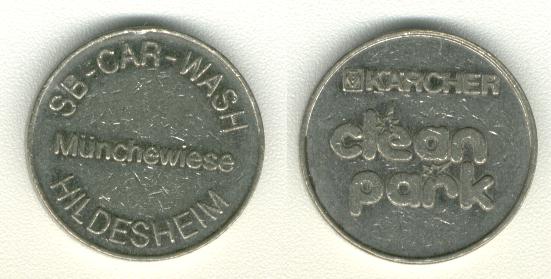 SB-CAR-WASH
Münchewiese
HILDESHEIM
KÄRCHER
clean
park